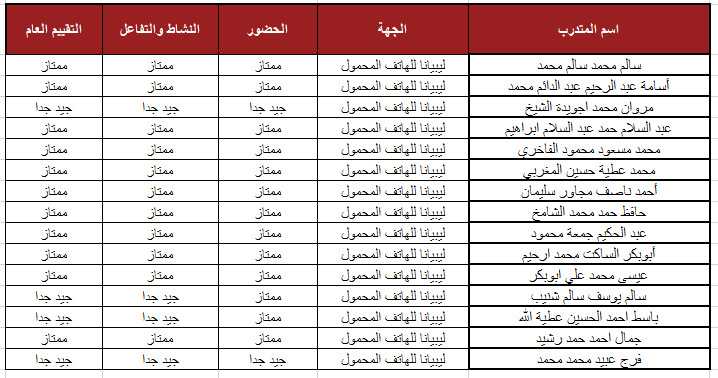 اسم المتدرب الجهة الحضور النشاط والتفاعل التقييم العام
سالم محمد سالم محمد ليبيانا للهاتف المحمول ممتاز ممتاز ممتاز
أسامة عبد الرحيم عبد الدائم محمد ليبيانا للهاتف المحمول ممتاز ممتاز ممتاز
مروان محمد اجويدة الشيخ ليبيانا للهاتف المحمول جيد جدا جيد جدا جيد جدا
عبد السلام حمد عبد السلام ابراهيم ليبيانا للهاتف المحمول ممتاز ممتاز ممتاز
محمد مسعود محمود الفاخري ليبيانا للهاتف المحمول ممتاز ممتاز ممتاز
محمد عطية حسين المغربي ليبيانا للهاتف المحمول ممتاز ممتاز ممتاز
أحمد ناصف مجاور سليمان ليبيانا للهاتف المحمول ممتاز ممتاز ممتاز
حافظ حمد محمد الشامخ ليبيانا للهاتف المحمول ممتاز ممتاز ممتاز
عبد الحكيم جمعة محمود ليبيانا للهاتف المحمول ممتاز ممتاز ممتاز
أبوبكر الساكت محمد ارحيم ليبيانا للهاتف المحمول ممتاز ممتاز ممتاز
عيسى محمد علي ابوبكر ليبيانا للهاتف المحمول ممتاز ممتاز ممتاز
سالم يوسف سالم شنيب ليبيانا للهاتف المحمول ممتاز جيد جدا جيد جدا
باسط احمد الحسين عطية الله ليبيانا للهاتف المحمول ممتاز جيد جدا جيد جدا
جمال احمد حمد رشيد ليبيانا للهاتف المحمول ممتاز ممتاز ممتاز
فرج عبيد محمد محمد ليبيانا للهاتف المحمول جيد جدا جيد جدا جيد جدا